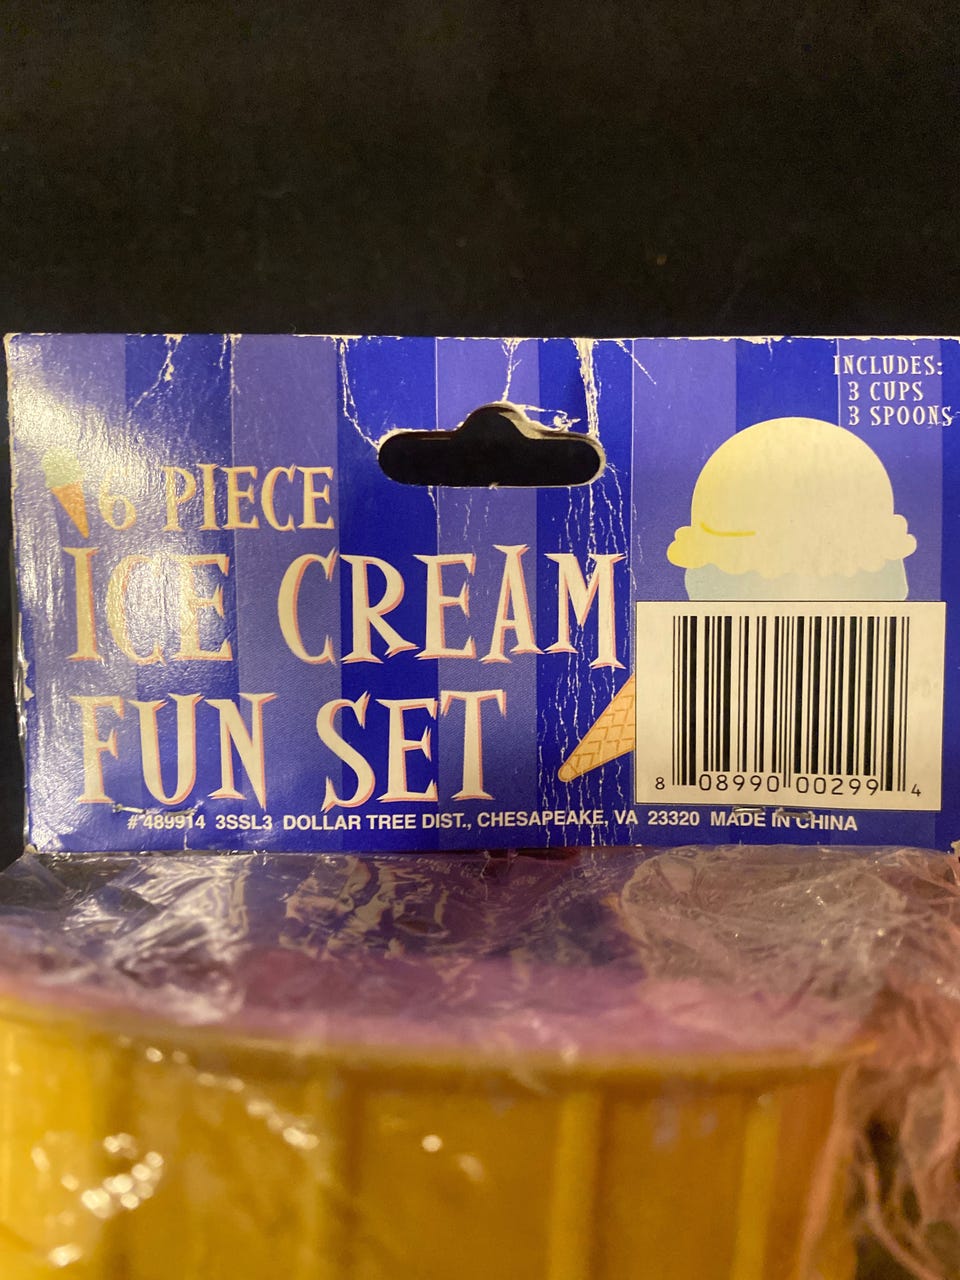 INCLUDES:
3 CUPS
3 SPOONS
6 PIECE
ICE CREAM
FUN SET
8 08990 00299 4
#489914 3SSL3 DOLLAR TREE DIST., CHESAPEAKE, VA 23320 MADE IN CHINA